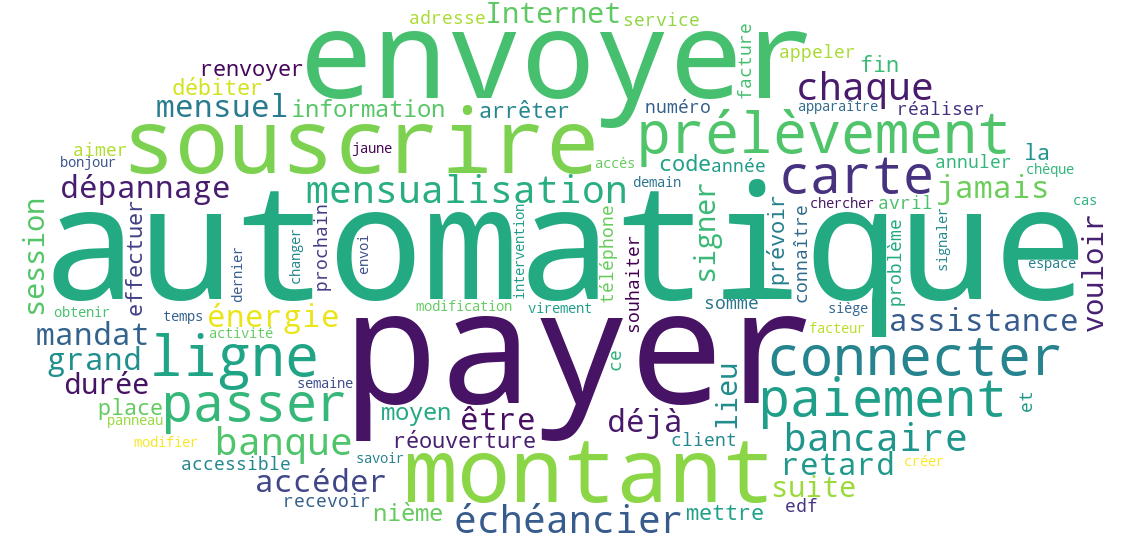 adresse Internet service
envoyer
facture
appeler
fin
renvoyer
débiter
chaque
mensuel
information
arrêter
numéro
apparaître
réaliser
souscrire
prélèvement
aimer
bonjour
jaune
accès
code
année
annuler
la
chèque
dépannage
mensualisation
demain
carte
jamais
cas
session
effectuer
automatique
prochain
dernier
changer
envoi
intervention
téléphone
souhaiter
signer
prévoir
connaître
chercher
avril
problème
signaler
espace
vouloir
obtenir
temps
énergie
modification
virement
somme
siège
assistance
mandat
activité
payer
facteur
grand
ligne
ce
connecter
durée
semaine
passer
place
panneau
moyen
être
déjà
lieu
paiement
et
modifier
banque
réouverture
client
bancaire
accessible
savoir
montant
retard
créer
accéder
recevoir
suite
nième
échéancier
mettre
edf